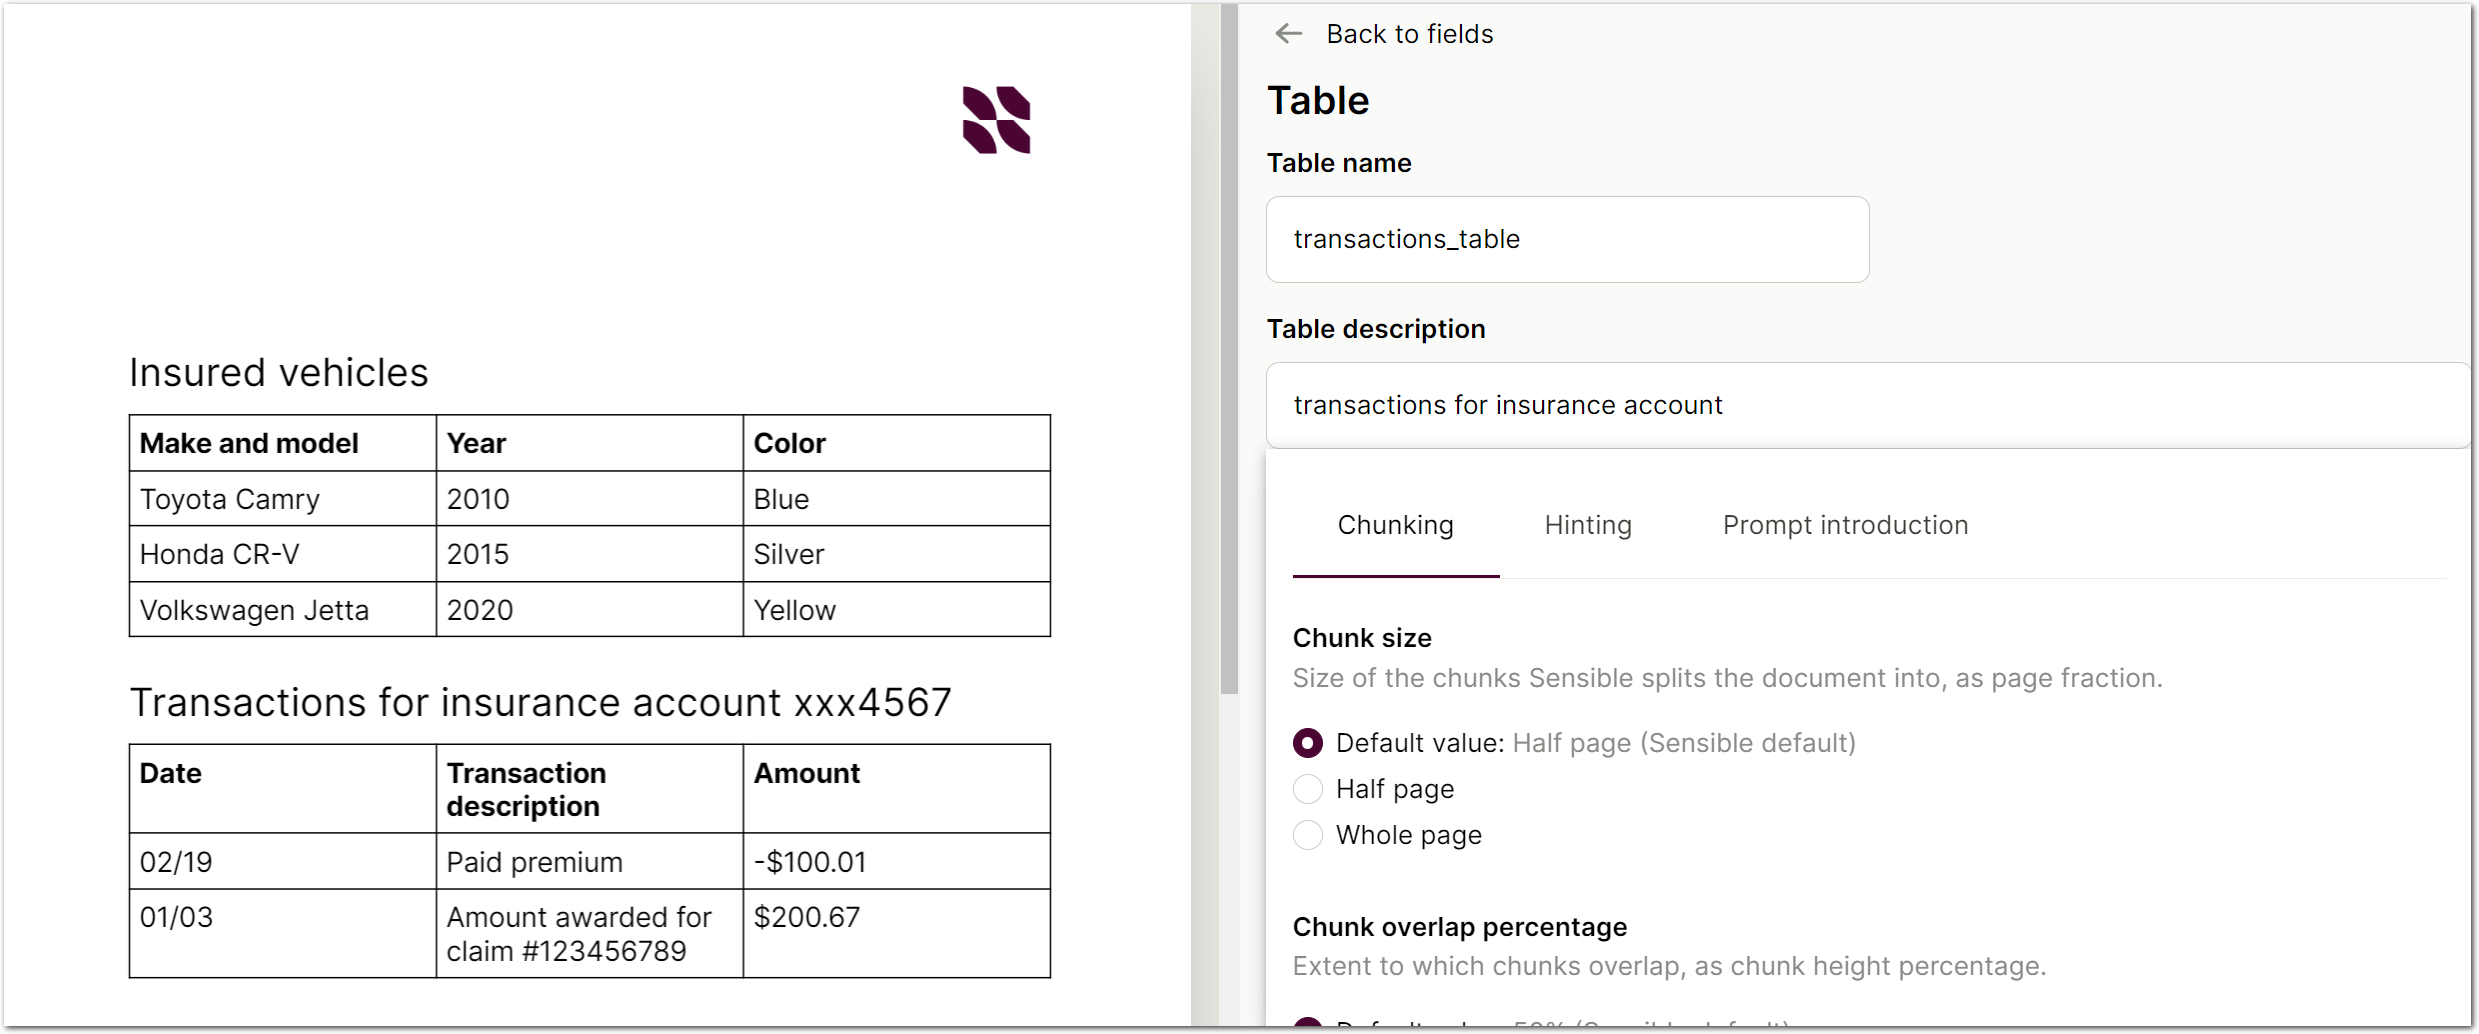 Insured vehicles
Make and model Year Color
Toyota Camry 2010 Blue
Honda CR-V 2015 Silver
Volkswagen Jetta 2020 Yellow
Transactions for insurance account xxx4567
Date Transaction description Amount
02/19 Paid premium -$100.01
01/03 Amount awarded for claim #123456789 $200.67
Back to fields
Table
Table name
transactions_table
Table description
transactions for insurance account
Chunking Hinting Prompt introduction
Chunk size
Size of the chunks Sensible splits the document into, as page fraction.
Default value: Half page (Sensible default)
Half page
Whole page
Chunk overlap percentage
Extent to which chunks overlap, as chunk height percentage.